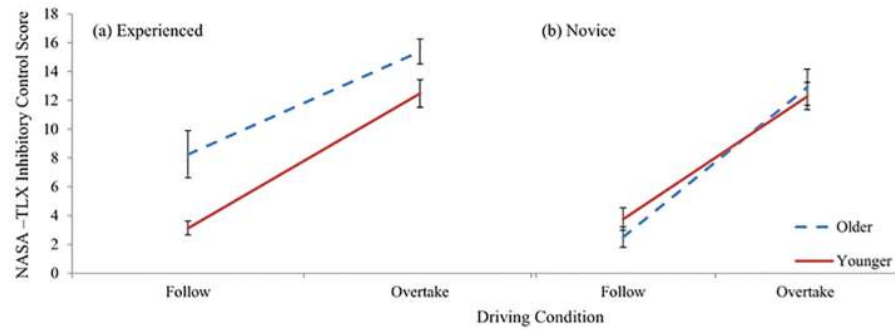 NASA –TLX Inhibitory Control Score
18
16
14
12
10
8
6
4
2
0
(a) Experienced
(b) Novice
Older
Younger
Follow
Overtake
Follow
Overtake
Driving Condition